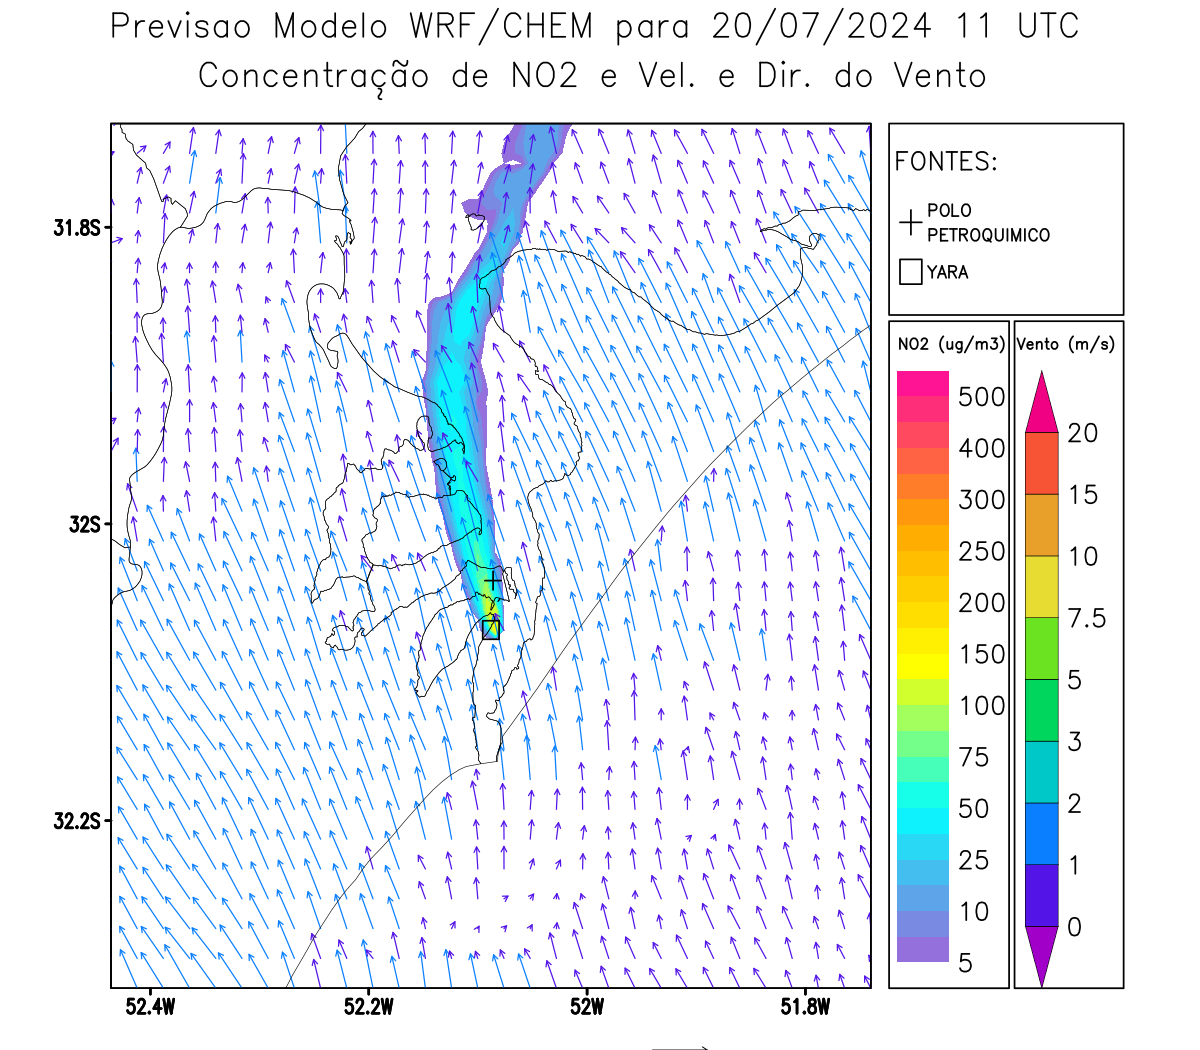 Previsao Modelo WRF/CHEM para 20/07/2024 11 UTC
Concentração de NO2 e Vel. e Dir. do Vento
FONTES:
POLO
PETROQUIMICO
YARA
NO2 (ug/m3)
500
400
300
250
200
150
100
75
50
25
10
5
Vento (m/s)
20
15
10
7.5
5
3
2
1
0
31.8S
32S
32.2S
52.4W
52.2W
52W
51.8W